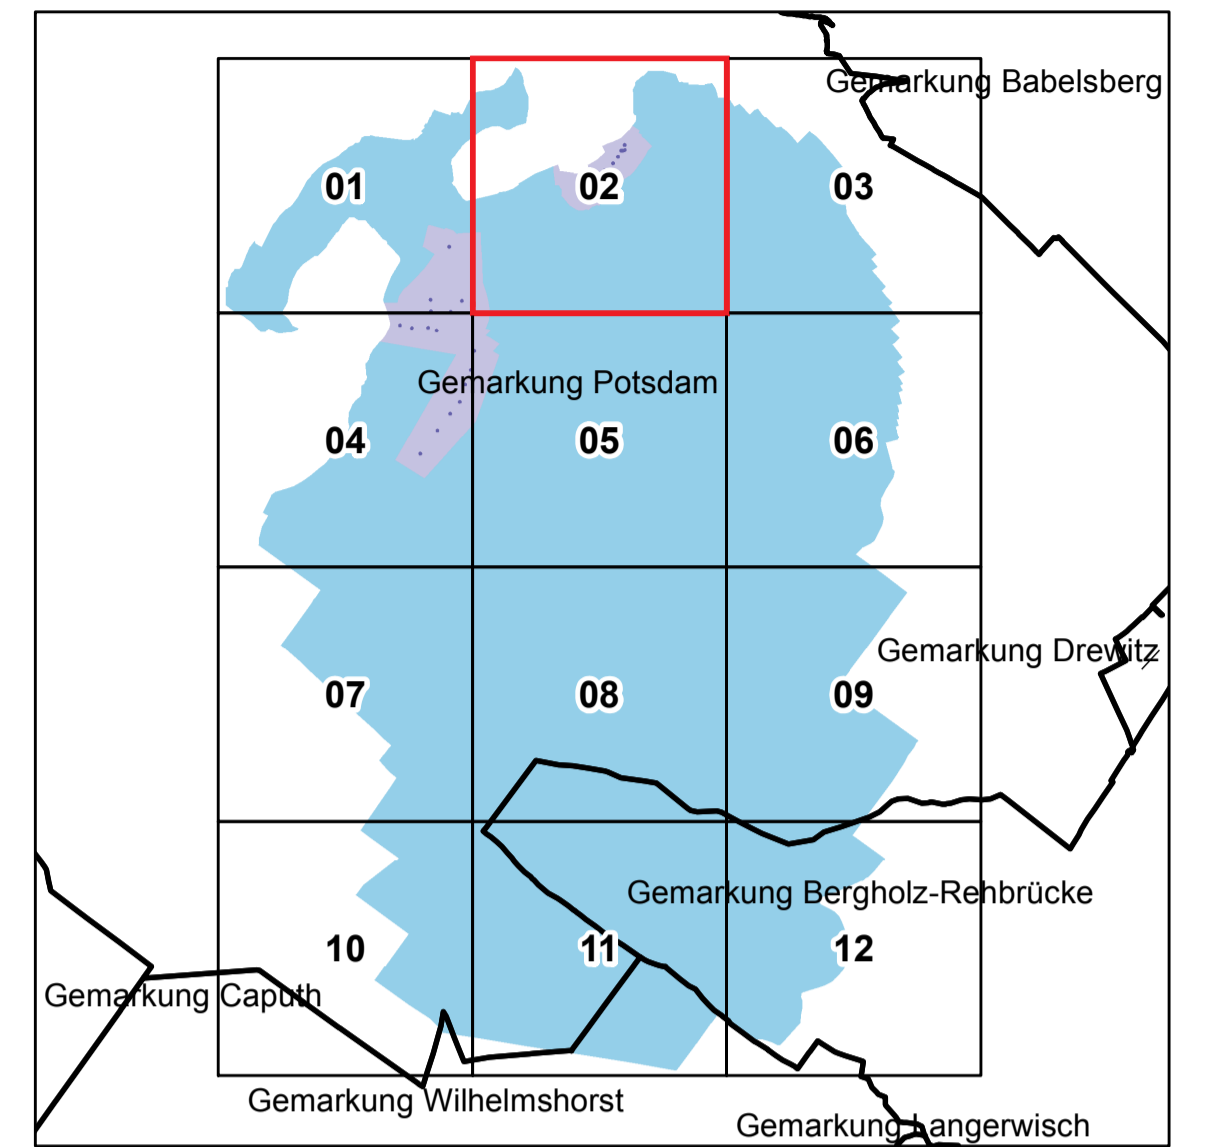 Gemarkung Babelsberg
01
02
03
Gemarkung Potsdam
04
05
06
Gemarkung Drewitz
07
08
09
Gemarkung Bergholz-Rehbrücke
10
11
12
Gemarkung Caputh
Gemarkung Wilhelmshorst
Gemarkung Langerwisch